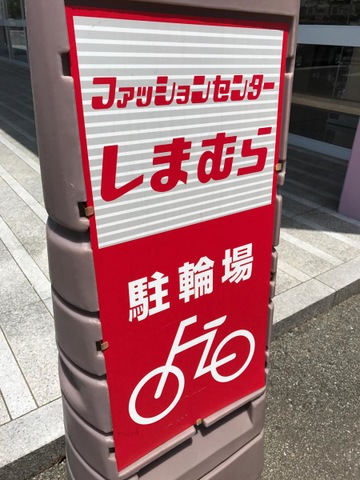 ファッションセンター
しまむら
駐輪場